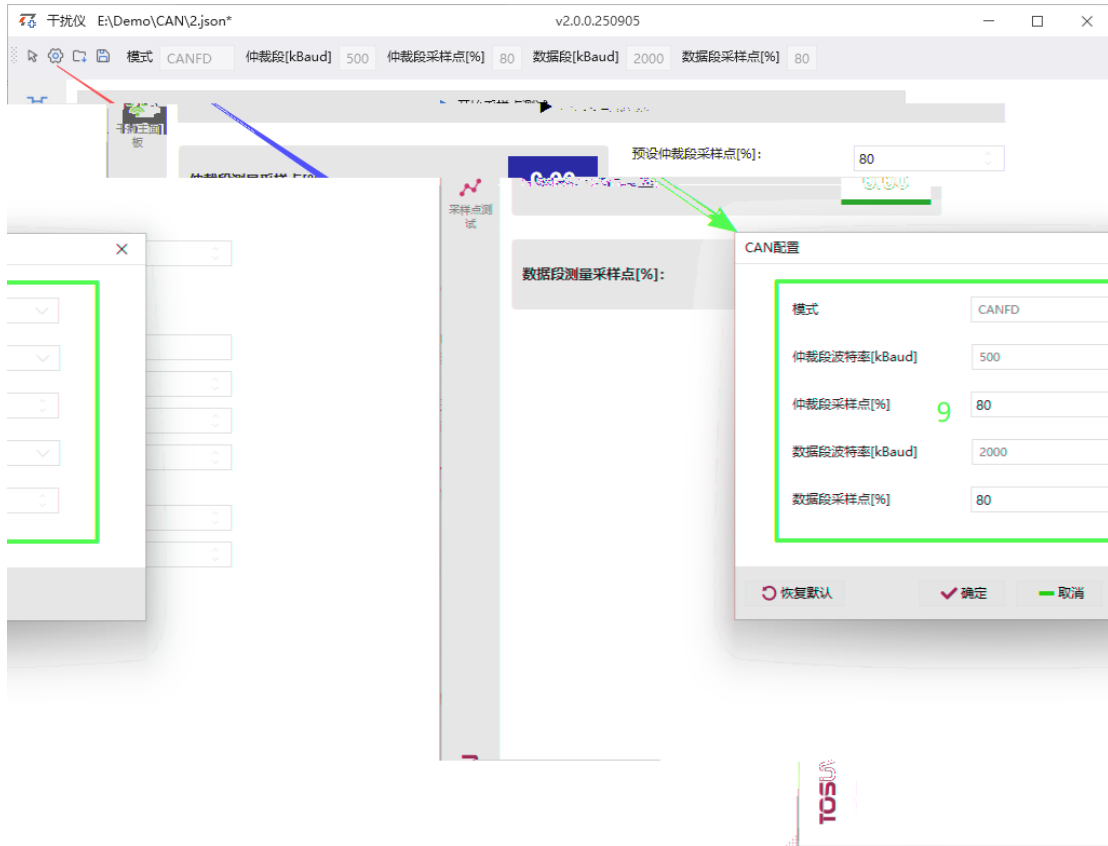 干扰仪 E:\Demo\CAN\2.json* v2.0.0.250905
模式 CANFD 仲裁段[kBaud] 500 仲裁段采样点[%] 80 数据段[kBaud] 2000 数据段采样点[%] 80
板
预设仲裁段采样点[%]: 80
采样点测
试
数据段测量采样点[%]:
CAN配置
模式 CANFD
仲裁段波特率[kBaud] 500
仲裁段采样点[%] 80
9
数据段波特率[kBaud] 2000
数据段采样点[%] 80
恢复默认 确定 取消